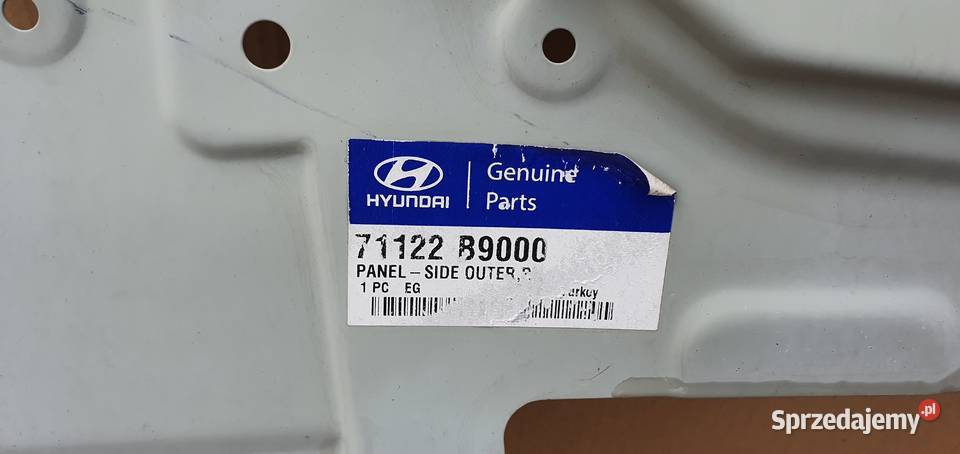 HYUNDAI
Genuine
Parts
71122 B9000
PANEL-SIDE OUTER,
1 PC EG
Sprzedajemy.pl